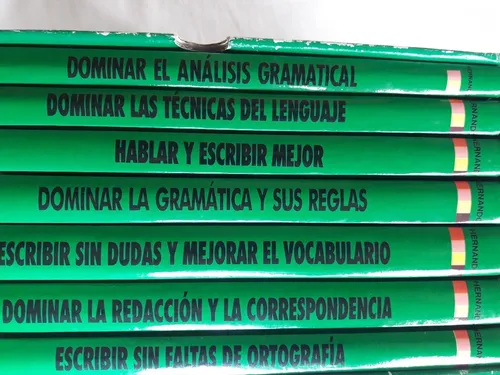 DOMINAR EL ANÁLISIS GRAMATICAL
DOMINAR LAS TÉCNICAS DEL LENGUAJE
HABLAR Y ESCRIBIR MEJOR
DOMINAR LA GRAMÁTICA Y SUS REGLAS
ESCRIBIR SIN DUDAS Y MEJORAR EL VOCABULARIO
DOMINAR LA REDACCIÓN Y LA CORRESPONDENCIA
ESCRIBIR SIN FALTAS DE ORTOGRAFÍA